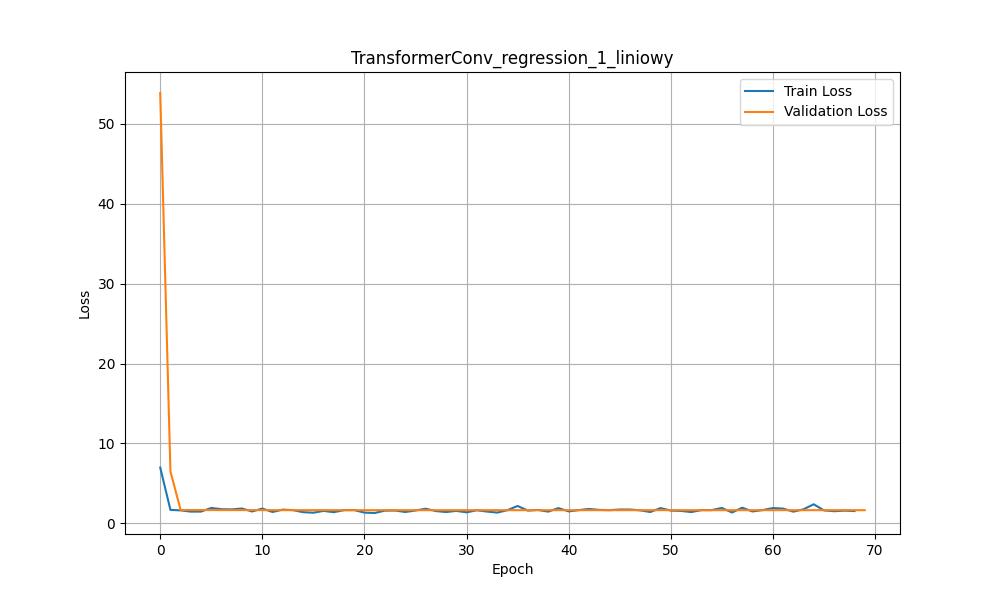 TransformerConv_regression_1_liniowy
Train Loss
Validation Loss
50
40
30
20
10
0
Loss
0 10 20 30 40 50 60 70
Epoch